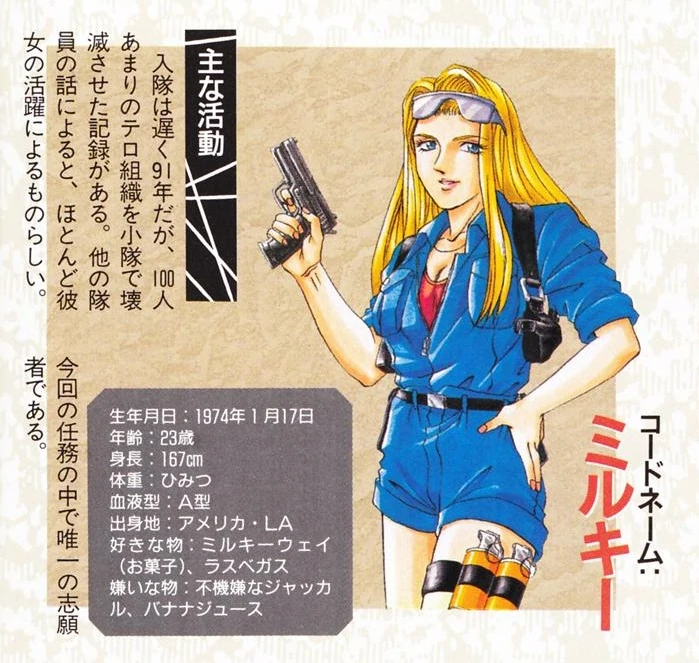 コードネーム:
ミルキー
主な活動
入隊は遅く91年だが、100人
あまりのテロ組織を小隊で壊
滅させた記録がある。他の隊
員の話によると、ほとんど彼
女の活躍によるものらしい。
今回の任務の中で唯一の志願
者である。
生年月日:1974年1月17日
年齢:23歳
身長:167cm
体重:ひみつ
血液型:A型
出身地:アメリカ・LA
好きな物:ミルキーウェイ
(お菓子)、ラスベガス
嫌いな物:不機嫌なジャッカ
ル、バナナジュース